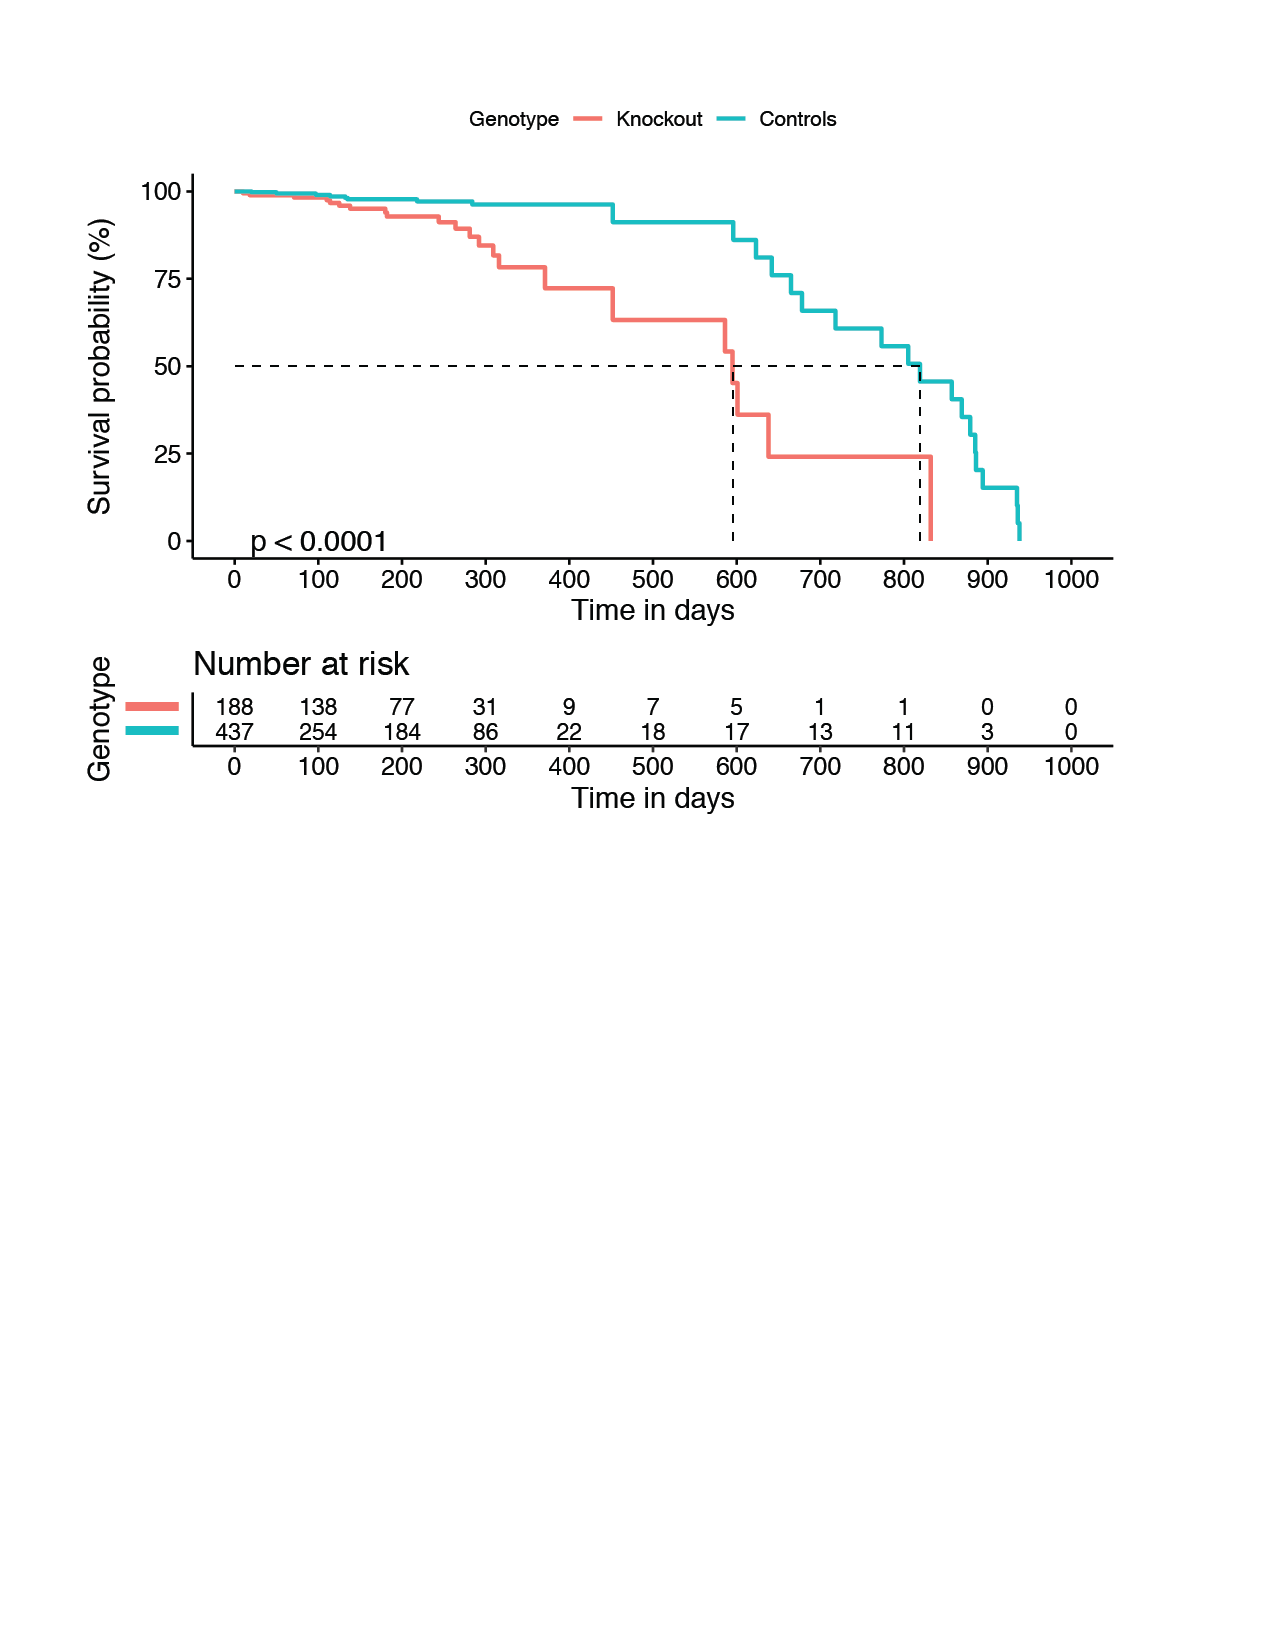 Genotype Knockout Controls
Survival probability (%)
100
75
50
25
0
p < 0.0001
0 100 200 300 400 500 600 700 800 900 1000
Time in days
Number at risk
Genotype
188 138 77 31 9 7 5 1 1 0 0
437 254 184 86 22 18 17 13 11 3 0
0 100 200 300 400 500 600 700 800 900 1000
Time in days